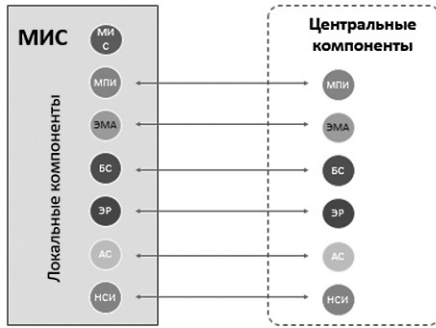 МИС
МИ
С
МПИ
ЭМА
БС
ЭР
АС
НСИ
Локальные компоненты
Центральные
компоненты
МПИ
ЭМА
БС
ЭР
АС
НСИ